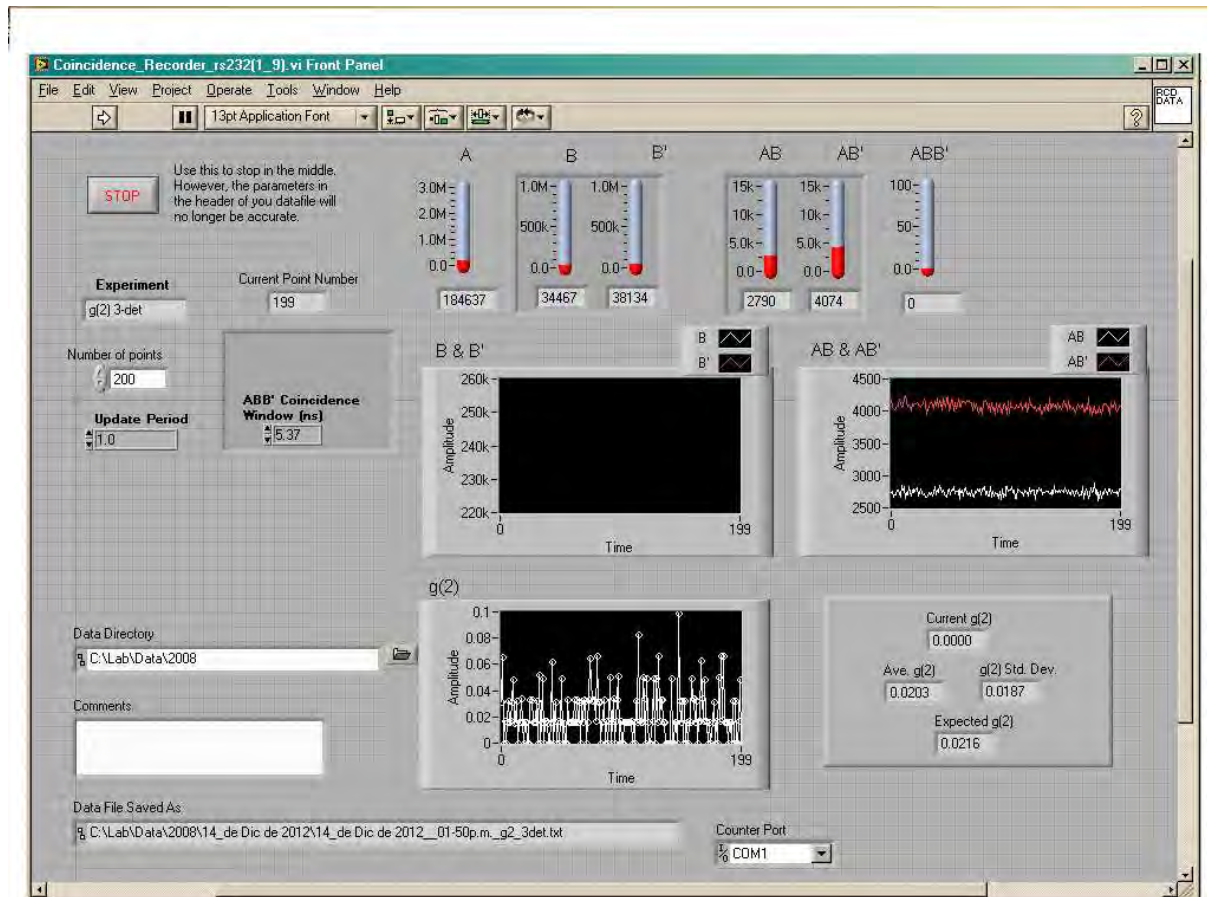 Coincidence_Recorder_rs232(1_9).vi Front Panel
File Edit View Project Operate Tools Window Help
13pt Application Font
RCD
DATA
STOP
Use this to stop in the middle.
However, the parameters in
the header of you datafile will
no longer be accurate.
A B B' AB AB' ABB'
3.0M 1.0M 1.0M 15k 15k 100
2.0M 10k 10k
500k 500k 50
1.0M 5.0k 5.0k
0.0 0.0 0.0 0.0 0.0 0.0
184637 34467 38134 2790 4074 0
Experiment
g(2) 3-det
Current Point Number
199
Number of points
200
Update Period
1.0
ABB' Coincidence
Window (ns)
5.37
B & B'
B
B'
260k
250k
240k
230k
220k
Amplitude
0 199
Time
AB & AB'
AB
AB'
4500
4000
3500
3000
2500
Amplitude
0 199
Time
g(2)
0.1
0.08
0.06
0.04
0.02
0
Amplitude
0 199
Time
Current g(2)
0.0000
Ave. g(2) g(2) Std. Dev.
0.0203 0.0187
Expected g(2)
0.0216
Data Directory
C:\Lab\Data\2008
Comments
Data File Saved As
C:\Lab\Data\2008\14_de Dic de 2012\14_de Dic de 2012__01-50p.m._g2_3det.txt
Counter Port
COM1